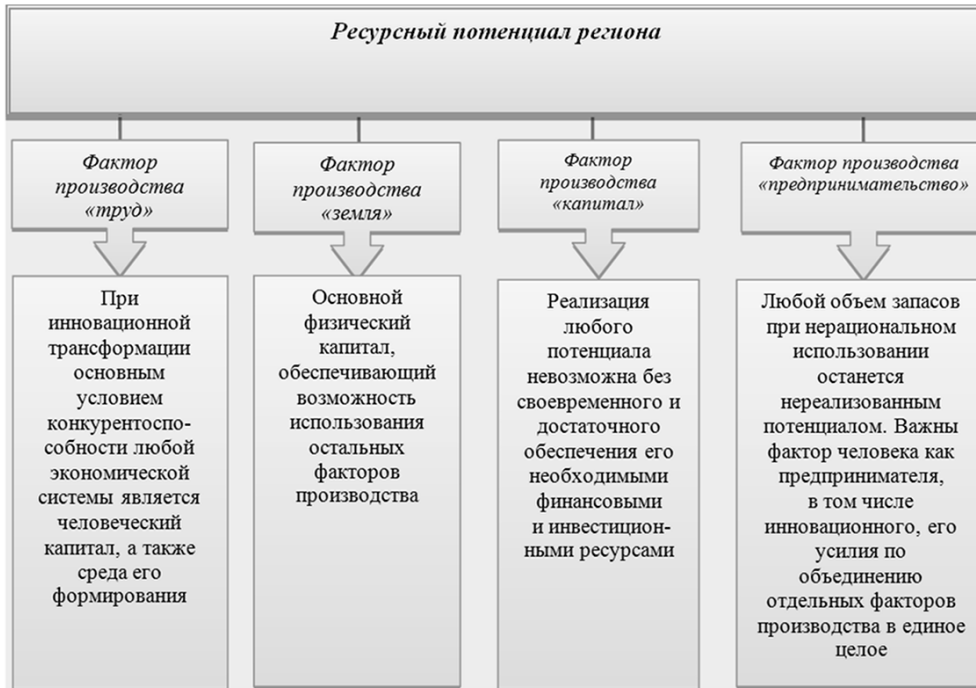 Ресурсный потенциал региона
Фактор
производства
«труд»
Фактор
производства
«земля»
Фактор
производства
«капитал»
Фактор производства
«предпринимательство»
При
инновационной
трансформации
основным
условием
конкурентоспо-
собности любой
экономической
системы является
человеческий
капитал, а также
среда его
формирования
Основной
физический
капитал,
обеспечивающий
возможность
использования
остальных
факторов
производства
Реализация
любого
потенциала
невозможна без
своевременного и
достаточного
обеспечения его
необходимыми
финансовыми
и инвестицион-
ными ресурсами
Любой объем запасов
при нерациональном
использовании
останется
нереализованным
потенциалом. Важны
фактор человека как
предпринимателя,
в том числе
инновационного, его
усилия по
объединению
отдельных факторов
производства в единое
целое